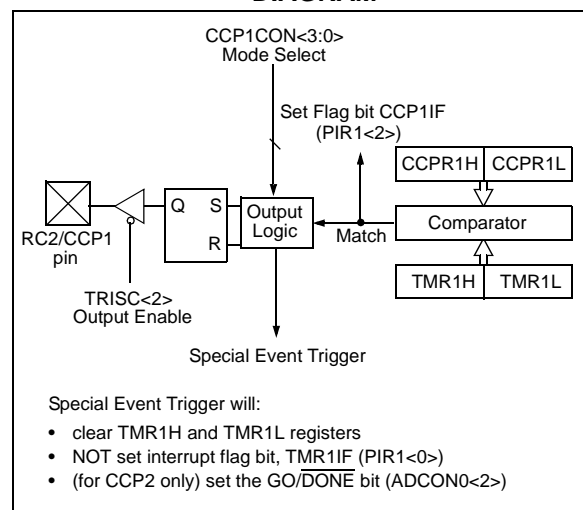 DIAGRAM
CCP1CON<3:0>
Mode Select
Set Flag bit CCP1IF
(PIR1<2>)
CCPR1H CCPR1L
Q S Output
Logic
R
Comparator
Match
RC2/CCP1
pin
TRISC<2>
Output Enable
TMR1H TMR1L
Special Event Trigger
Special Event Trigger will:
• clear TMR1H and TMR1L registers
• NOT set interrupt flag bit, TMR1IF (PIR1<0>)
• (for CCP2 only) set the GO/DONE bit (ADCON0<2>)